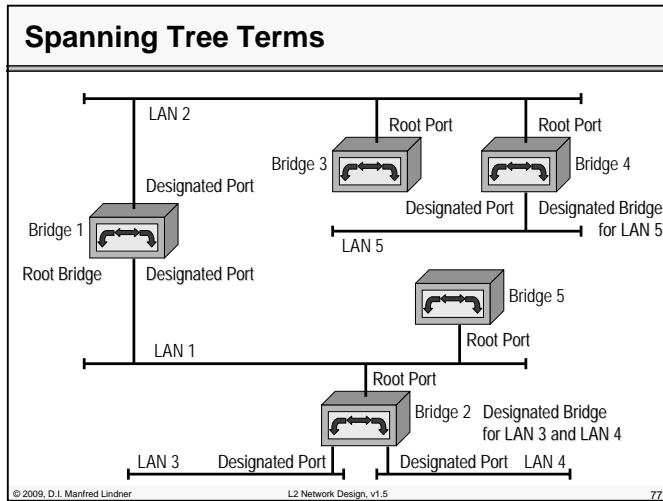 Spanning Tree Terms
LAN 2
Root Port
Root Port
Bridge 3
Bridge 4
Designated Port
Designated Port
Designated Bridge
for LAN 5
Bridge 1
LAN 5
Root Bridge
Designated Port
Bridge 5
Root Port
LAN 1
Root Port
Bridge 2
Designated Bridge
for LAN 3 and LAN 4
LAN 3
Designated Port
Designated Port
LAN 4
© 2009, D.I. Manfred Lindner
L2 Network Design, v1.5
77